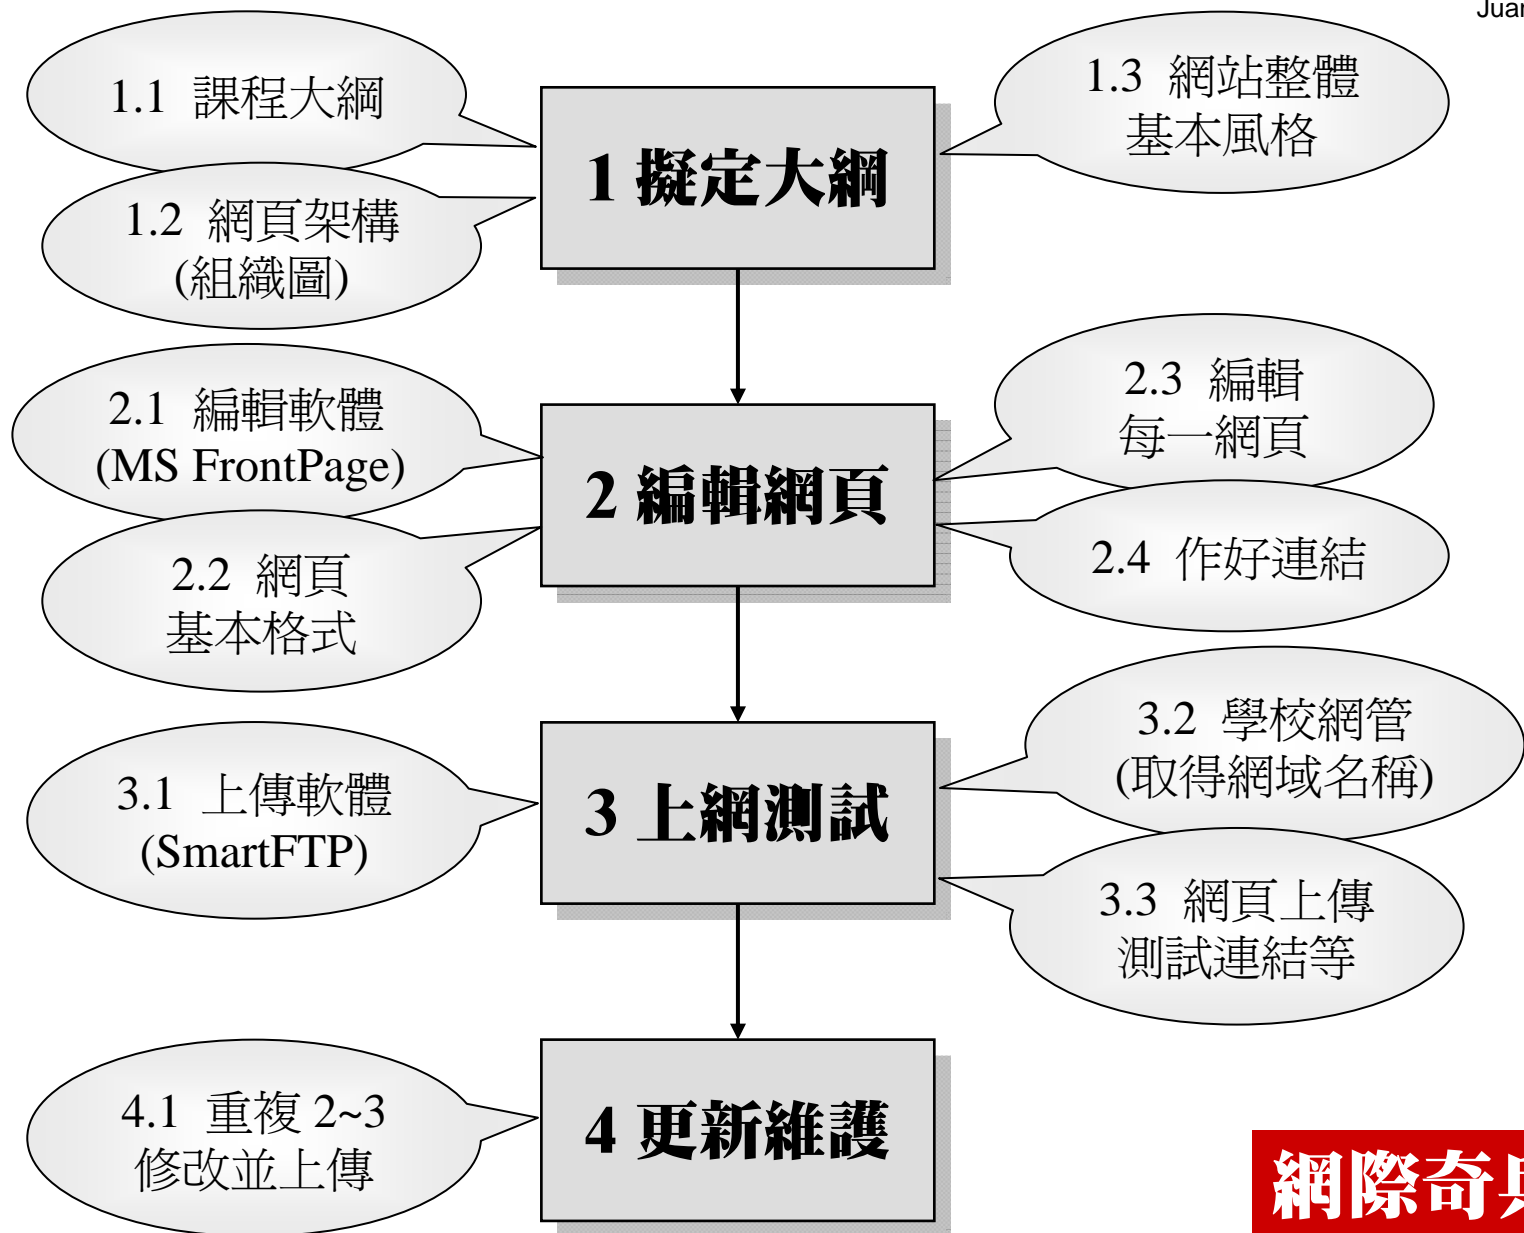 Juan
1.1 課程大綱
1.2 網頁架構
(組織圖)
1 擬定大綱
1.3 網站整體
基本風格
2.1 編輯軟體
(MS FrontPage)
2.2 網頁
基本格式
2 編輯網頁
2.3 編輯
每一網頁
2.4 作好連結
3.1 上傳軟體
(SmartFTP)
3 上網測試
3.2 學校網管
(取得網域名稱)
3.3 網頁上傳
測試連結等
4.1 重複 2~3
修改並上傳
4 更新維護
網際奇兵